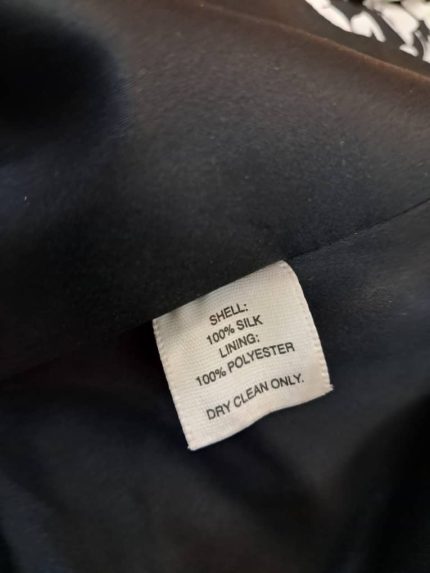 SHELL:
100% SILK
LINING:
100% POLYESTER
DRY CLEAN ONLY.